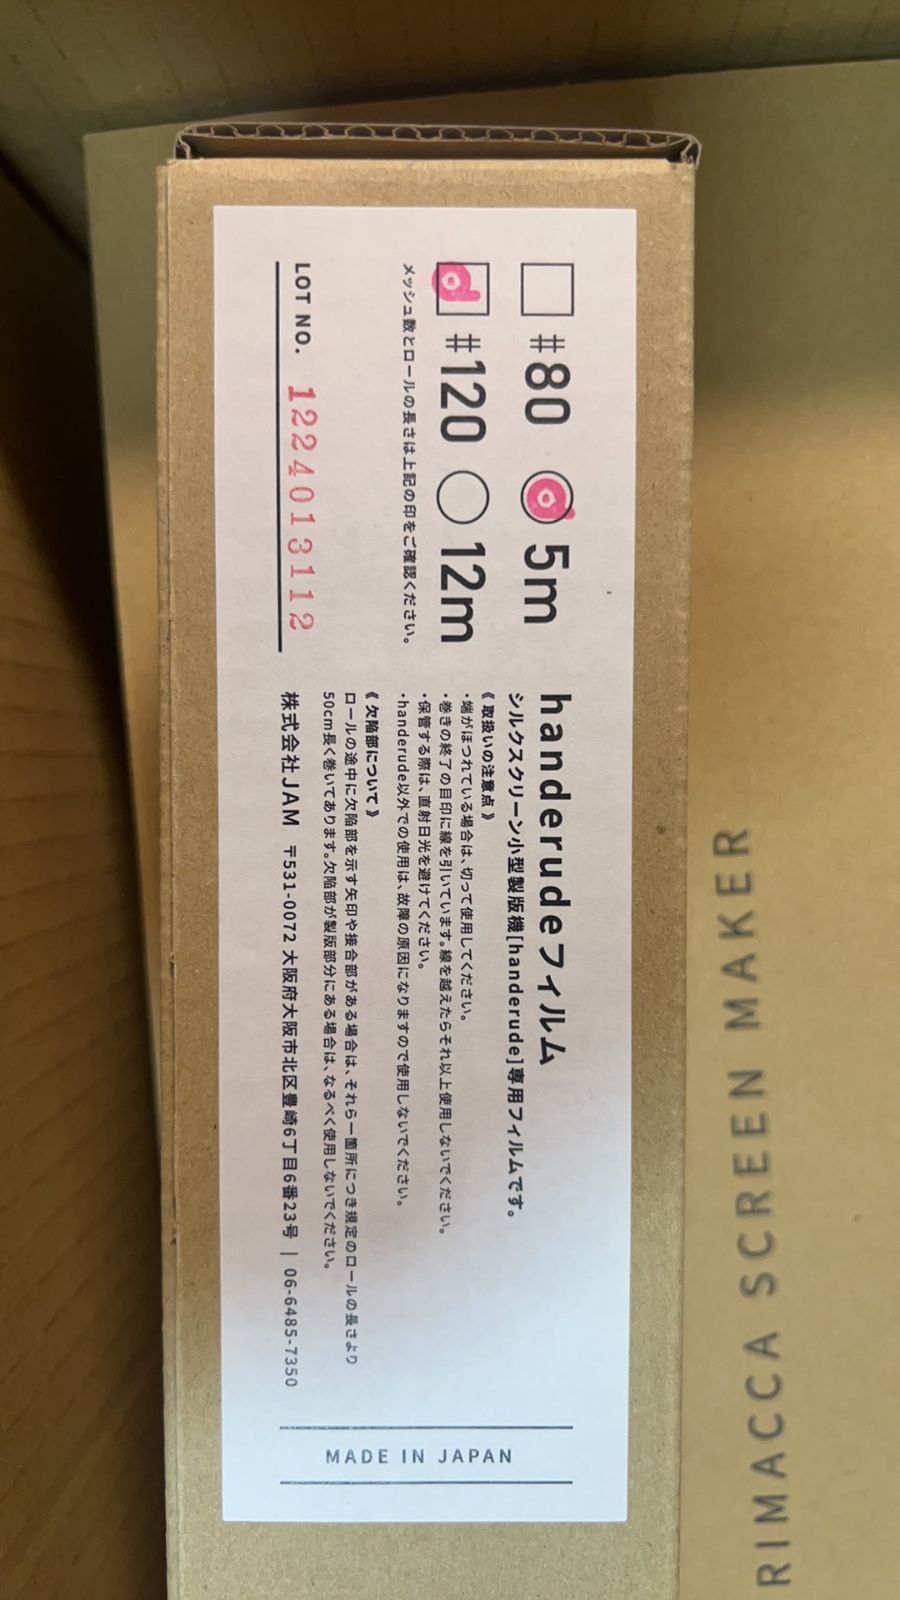 #80 5m
#120 12m
メッシュ数とロールの長さは上記の印をご確認ください。
LOT NO. 1224013112
handerudeフィルム
シルクスクリーン小型製版機[handerude]専用フィルムです。
《 取扱いの注意点 》
・端がほつれている場合は、切って使用してください。
・巻きの終了の目印に線を引いています。線を越えたらそれ以上使用しないでください。
・保管する際は、直射日光を避けてください。
・handerude以外での使用は、故障の原因になりますので使用しないでください。
《 欠陥部について 》
ロールの途中に欠陥部を示す矢印や接合部がある場合は、それら一箇所につき規定のロールの長さより
50cm長く巻いてあります。欠陥部が製版部分にある場合は、なるべく使用しないでください。
株式会社JAM 〒531-0072 大阪府大阪市北区豊崎6丁目6番23号 | 06-6485-7350
MADE IN JAPAN
RIMACCA SCREEN MAKER